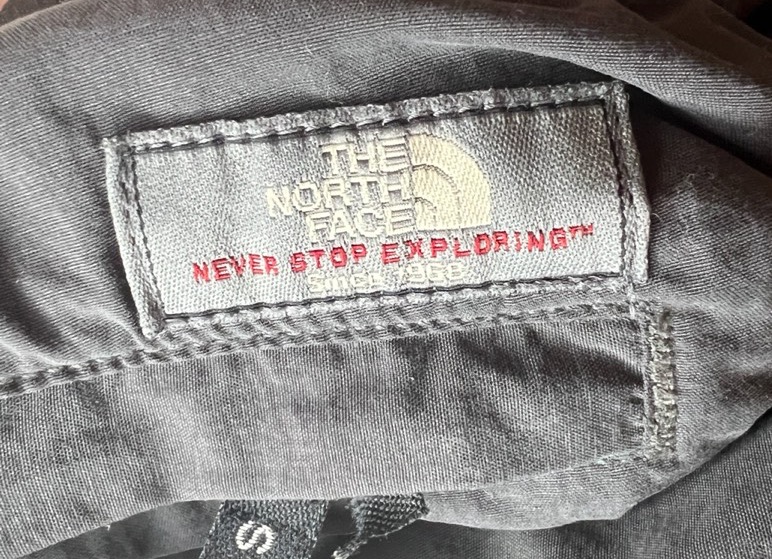 THE
NORTH
FACE
NEVER STOP EXPLORING™
Since 1968
S